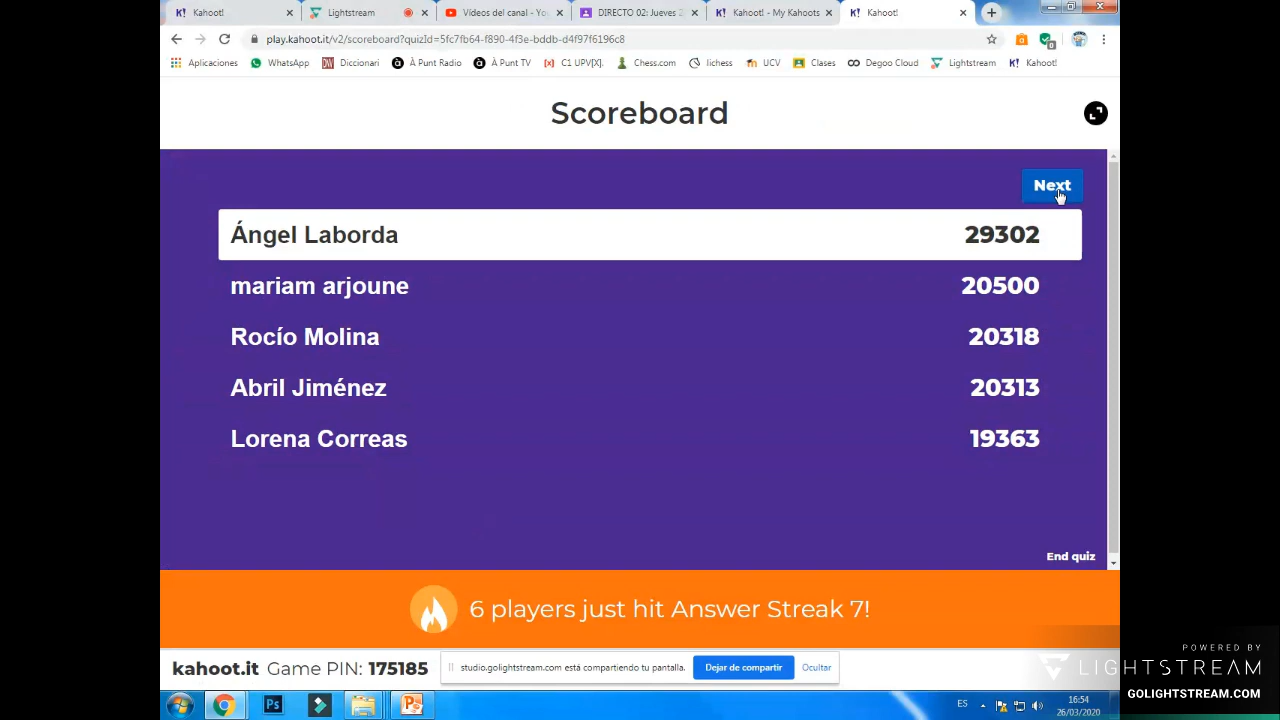 Kahoot!
Lightstream
Vídeos del canal - Yo
DIRECTO 02: Jueves 2
Kahoot! - My Kahoot
Kahoot!
play.kahoot.it/v2/scoreboard?quizId=5fc7fb64-f890-4f3e-bddb-d4f97f6196c8
Aplicaciones
WhatsApp
Diccionari
À Punt Radio
À Punt TV
C1 UPV[X].
Chess.com
lichess
UCV
Clases
Degoo Cloud
Lightstream
Kahoot!
Scoreboard
Next
Ángel Laborda 29302
mariam arjoune 20500
Rocío Molina 20318
Abril Jiménez 20313
Lorena Correas 19363
End quiz
6 players just hit Answer Streak 7!
kahoot.it Game PIN: 175185
studio.golightstream.com está compartiendo tu pantalla.
Dejar de compartir
Ocultar
POWERED BY
LIGHTSTREAM
GOLIGHTSTREAM.COM
ES
16:54
26/03/2020